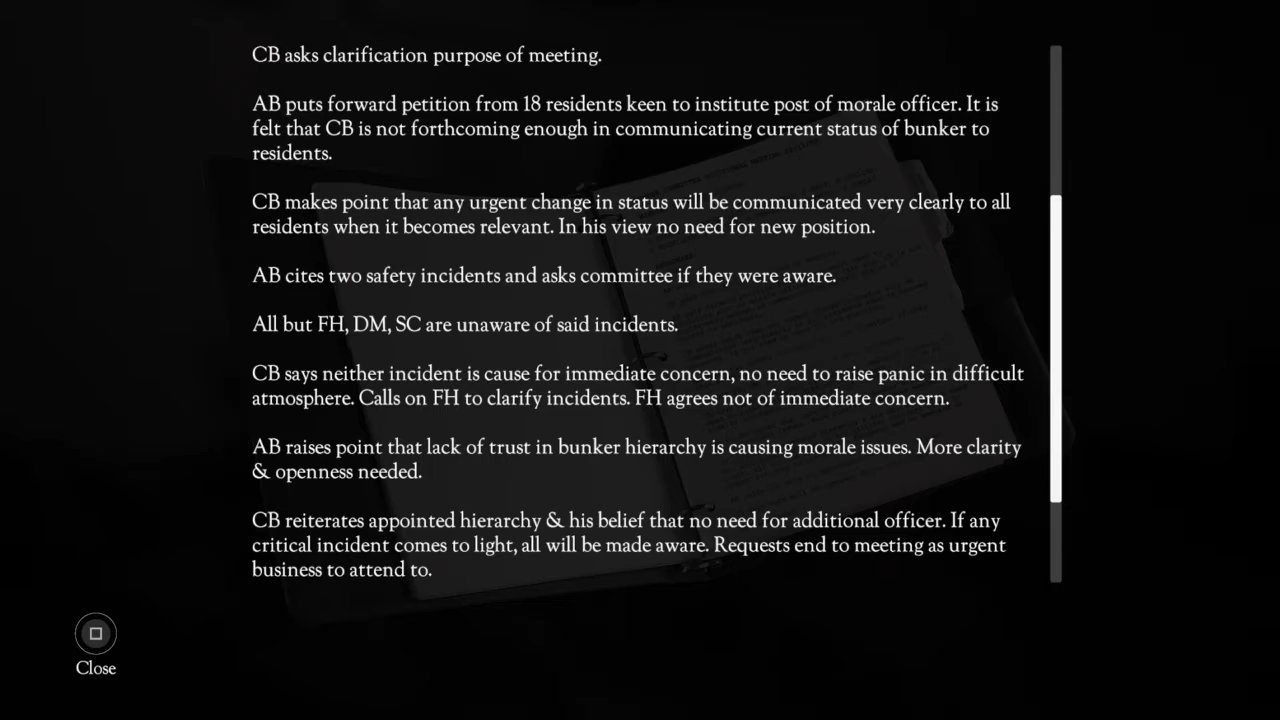 CB asks clarification purpose of meeting.
AB puts forward petition from 18 residents keen to institute post of morale officer. It is
felt that CB is not forthcoming enough in communicating current status of bunker to
residents.
CB makes point that any urgent change in status will be communicated very clearly to all
residents when it becomes relevant. In his view no need for new position.
AB cites two safety incidents and asks committee if they were aware.
All but FH, DM, SC are unaware of said incidents.
CB says neither incident is cause for immediate concern, no need to raise panic in difficult
atmosphere. Calls on FH to clarify incidents. FH agrees not of immediate concern.
AB raises point that lack of trust in bunker hierarchy is causing morale issues. More clarity
& openness needed.
CB reiterates appointed hierarchy & his belief that no need for additional officer. If any
critical incident comes to light, all will be made aware. Requests end to meeting as urgent
business to attend to.
Close